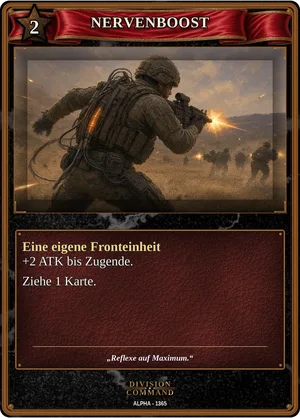 2
NERVENBOOST
Eine eigene Fronteinheit
+2 ATK bis Zugende.
Ziehe 1 Karte.
„Reflexe auf Maximum.“
DIVISION
COMMAND
ALPHA - 1365